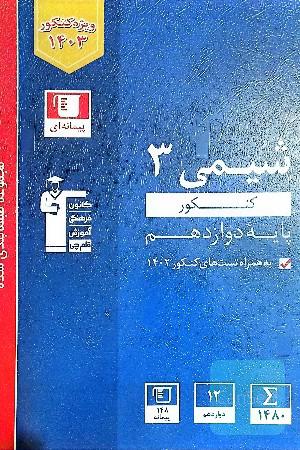 ویژه کنکور
۱۴۰۳
پیمانه‌ای
شیمی ۳
کنکور
پایه دوازدهم
به همراه تست‌های کنکور ۱۴۰۲
کانون
فرهنگی
آموزش
قلم‌چی
۱۴۸
پیمانه
۱۲
دوازدهم
Σ
۱۴۸۰